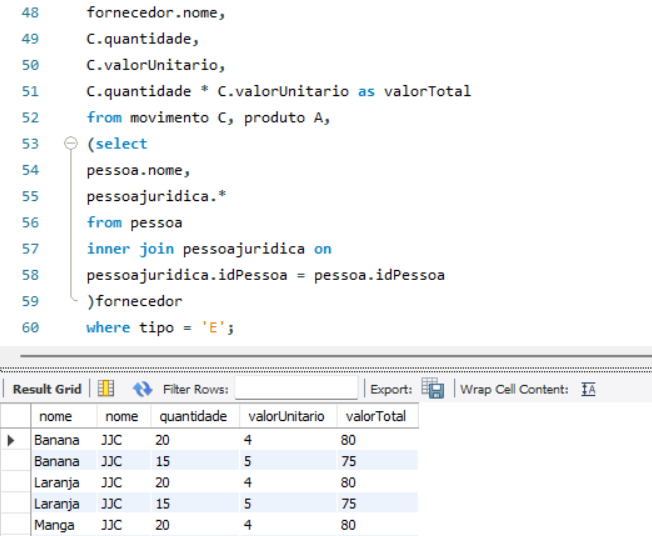 48 fornecedor.nome,
49 C.quantidade,
50 C.valorUnitario,
51 C.quantidade * C.valorUnitario as valorTotal
52 from movimento C, produto A,
53 (select
54 pessoa.nome,
55 pessoajuridica.*
56 from pessoa
57 inner join pessoajuridica on
58 pessoajuridica.idPessoa = pessoa.idPessoa
59 )fornecedor
60 where tipo = 'E';
Result Grid Filter Rows: Export: Wrap Cell Content: IA
nome nome quantidade valorUnitario valorTotal
Banana JJC 20 4 80
Banana JJC 15 5 75
Laranja JJC 20 4 80
Laranja JJC 15 5 75
Manga JJC 20 4 80